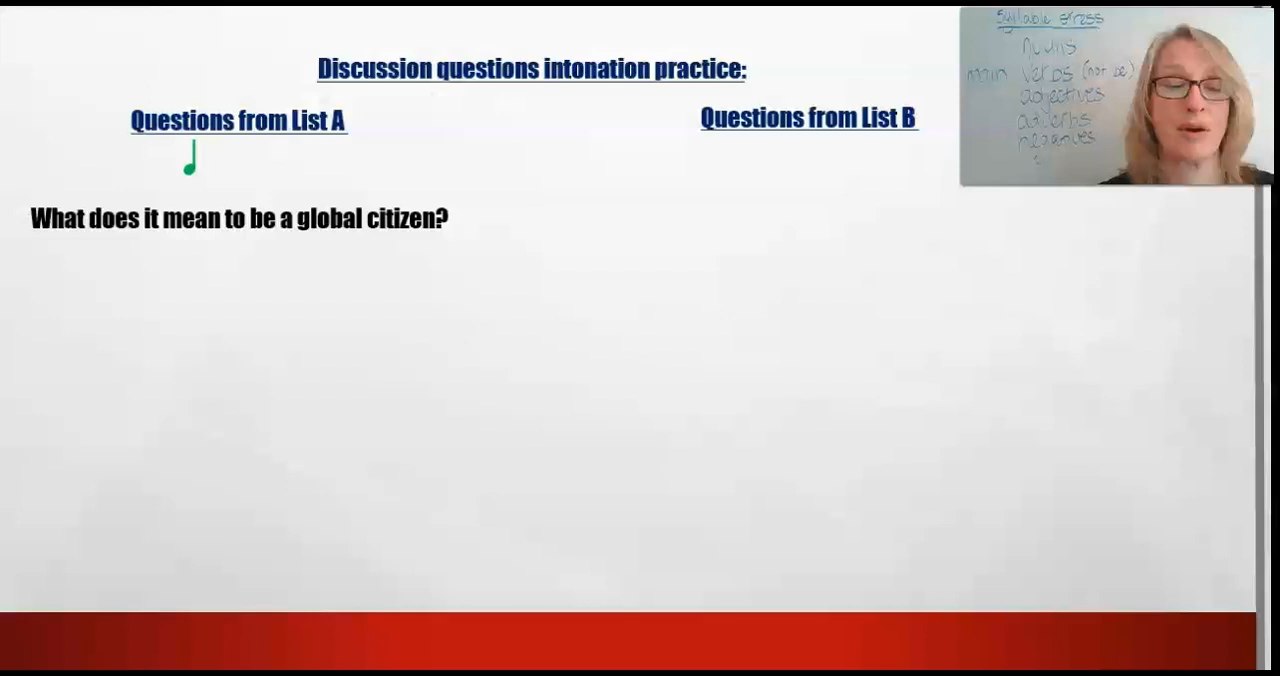 Discussion questions intonation practice:
Questions from List A
Questions from List B
What does it mean to be a global citizen?
Syllable stress
nouns
main verbs (not be)
adjectives
adverbs
negatives